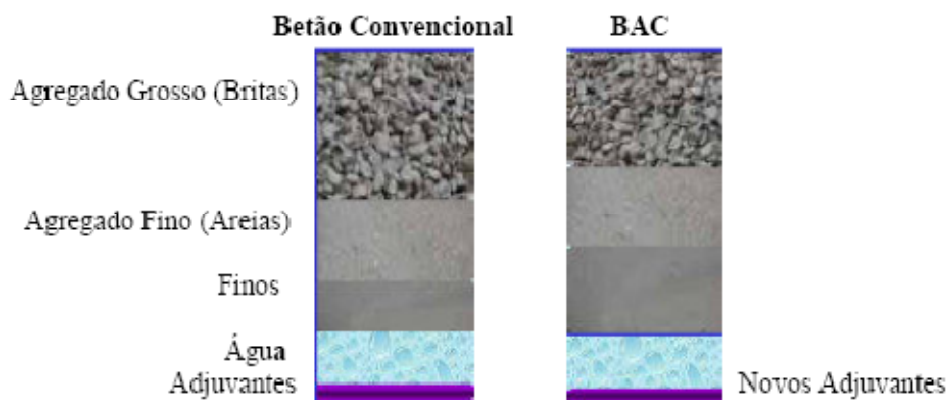 Betão Convencional
BAC
Agregado Grosso (Britas)
Agregado Fino (Areias)
Finos
Água
Adjuvantes
Novos Adjuvantes